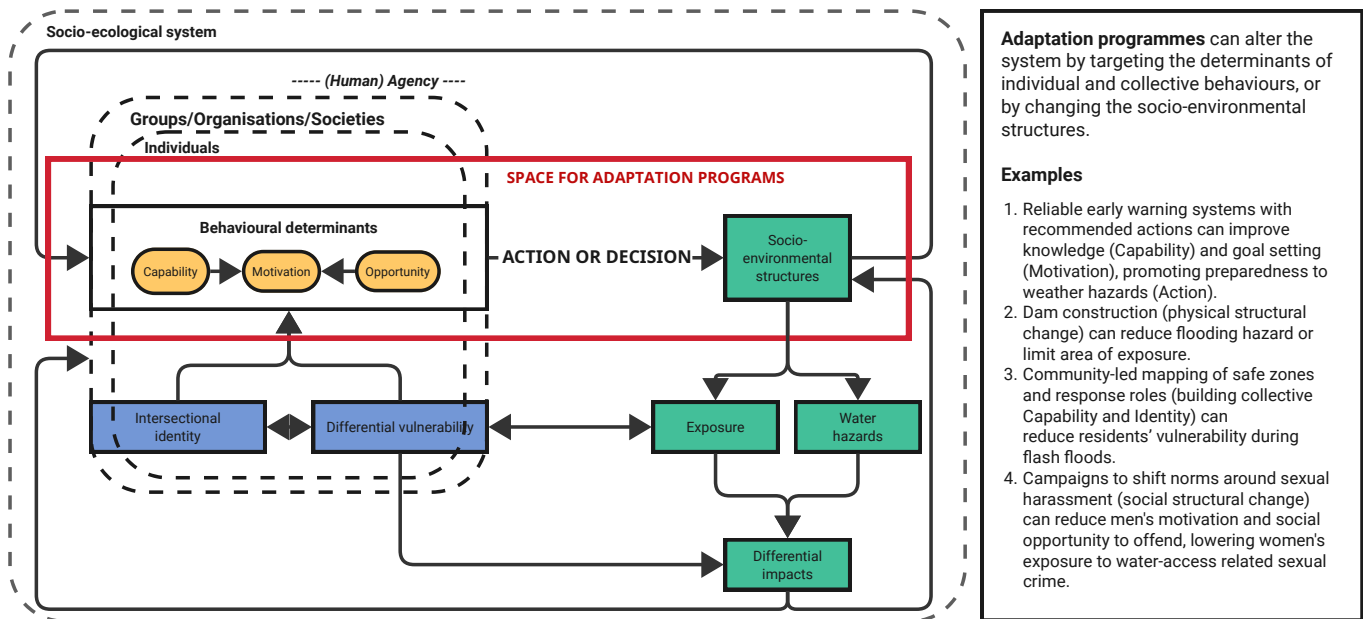 Socio-ecological system
----- (Human) Agency ----
Groups/Organisations/Societies
Individuals
SPACE FOR ADAPTATION PROGRAMS
Behavioural determinants
Capability
Motivation
Opportunity
ACTION OR DECISION
Socio-
environmental
structures
Intersectional
identity
Differential vulnerability
Exposure
Water
hazards
Differential
impacts
Adaptation programmes can alter the
system by targeting the determinants of
individual and collective behaviours, or
by changing the socio-environmental
structures.
Examples
1. Reliable early warning systems with
recommended actions can improve
knowledge (Capability) and goal setting
(Motivation), promoting preparedness to
weather hazards (Action).
2. Dam construction (physical structural
change) can reduce flooding hazard or
limit area of exposure.
3. Community-led mapping of safe zones
and response roles (building collective
Capability and Identity) can
reduce residents’ vulnerability during
flash floods.
4. Campaigns to shift norms around sexual
harassment (social structural change)
can reduce men's motivation and social
opportunity to offend, lowering women's
exposure to water-access related sexual
crime.